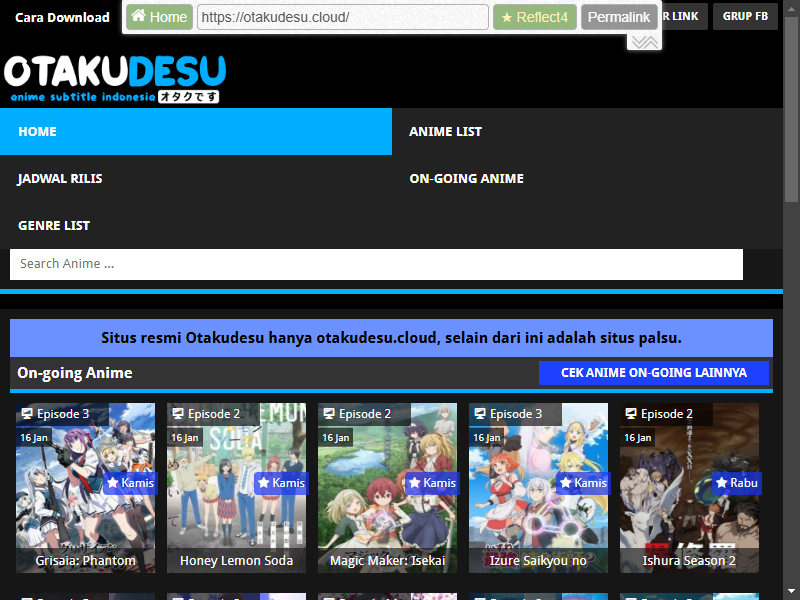 Cara Download
Home
https://otakudesu.cloud/
★ Reflect4
Permalink
R LINK
GRUP FB
OTAKUDESU
anime subtitle indonesia オタクです
HOME
ANIME LIST
JADWAL RILIS
ON-GOING ANIME
GENRE LIST
Search Anime ...
Situs resmi Otakudesu hanya otakudesu.cloud, selain dari ini adalah situs palsu.
On-going Anime
CEK ANIME ON-GOING LAINNYA
Episode 3
16 Jan
Kamis
Grisaia: Phantom
Episode 2
16 Jan
Kamis
Honey Lemon Soda
Episode 2
16 Jan
Kamis
Magic Maker: Isekai
Episode 3
16 Jan
Kamis
Izure Saikyou no
Episode 2
16 Jan
Rabu
Ishura Season 2